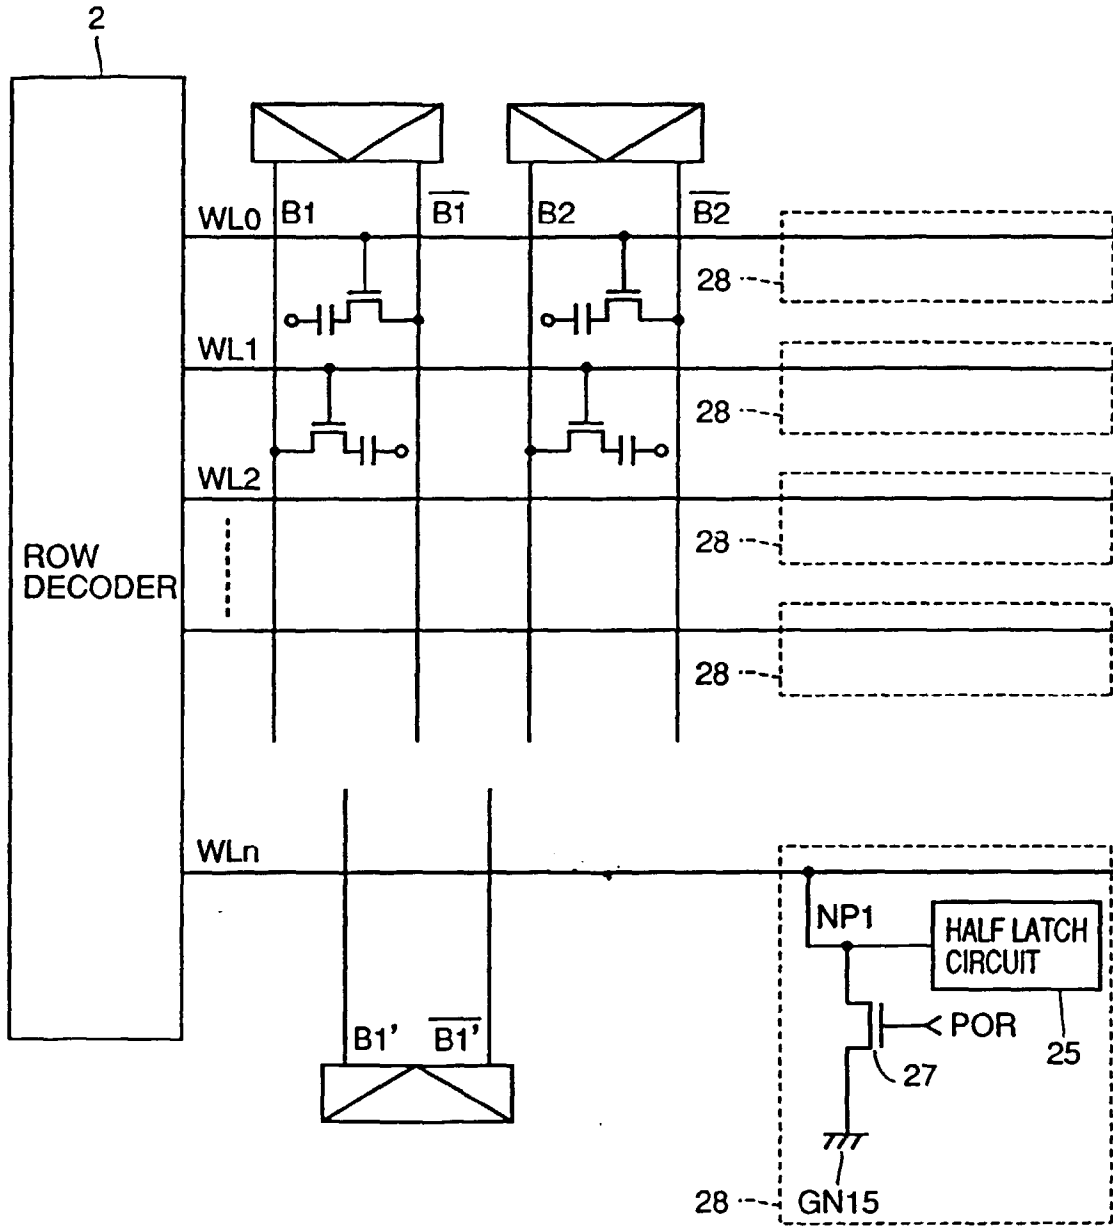 2
WL0 B1 B1̅ B2 B2̅
28
WL1
28
WL2
28
ROW
DECODER
28
WLn
NP1
HALF LATCH
CIRCUIT
B1' B1'̅
POR
27
25
28
GN15